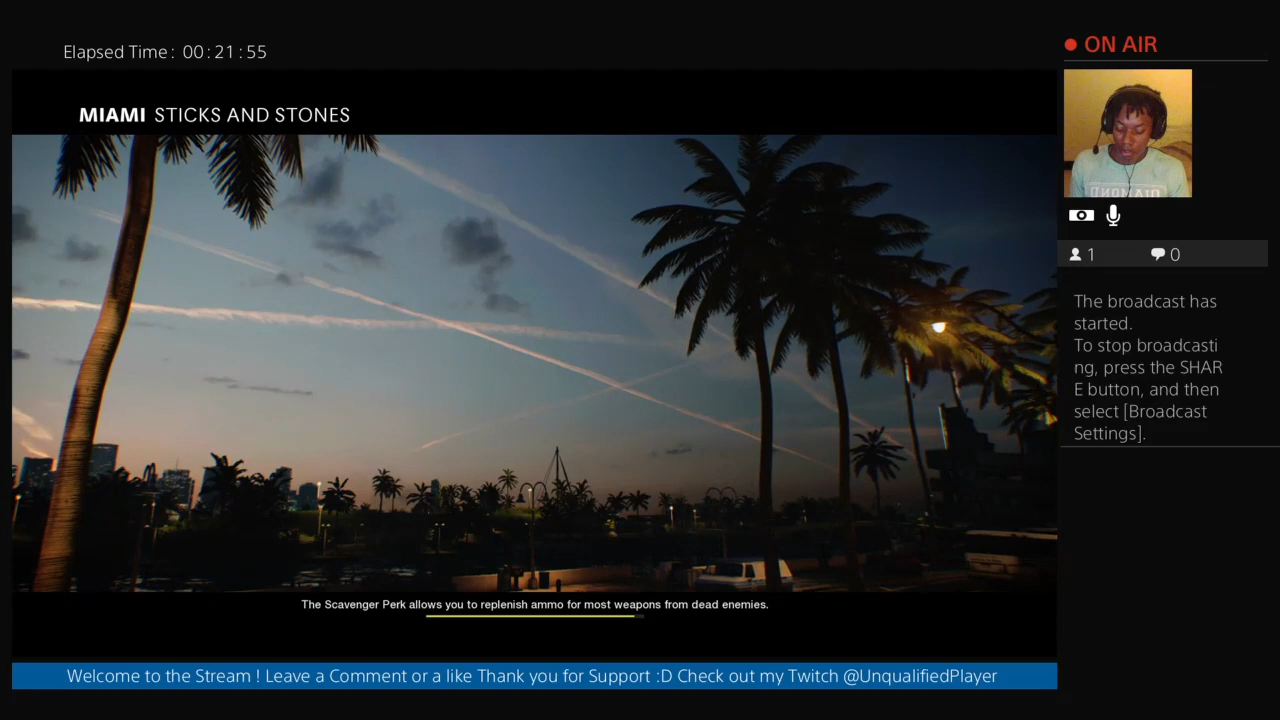 Elapsed Time: 00:21:55
ON AIR
MIAMI STICKS AND STONES
1 0
The broadcast has
started.
To stop broadcasti
ng, press the SHAR
E button, and then
select [Broadcast
Settings].
The Scavenger Perk allows you to replenish ammo for most weapons from dead enemies.
Welcome to the Stream ! Leave a Comment or a like Thank you for Support :D Check out my Twitch @UnqualifiedPlayer